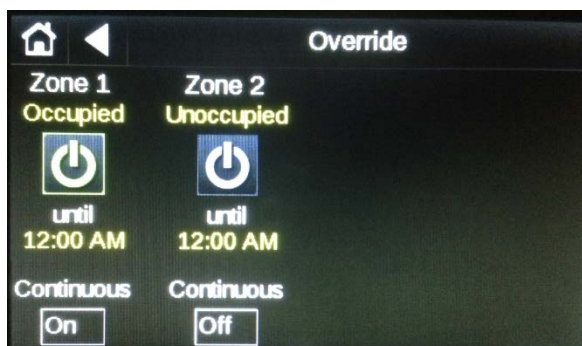 Override
Zone 1
Occupied
until
12:00 AM
Continuous
On
Zone 2
Unoccupied
until
12:00 AM
Continuous
Off